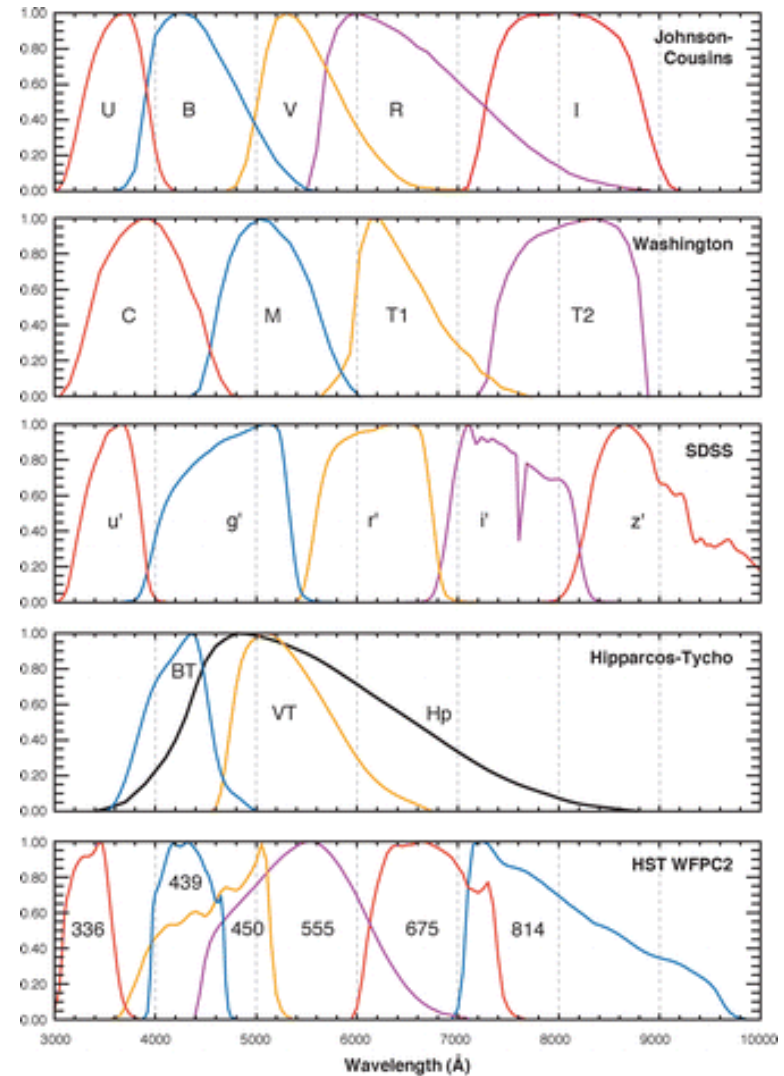 1.00
0.80
0.60
0.40
0.20
0.00
U B V R I
Johnson-
Cousins
1.00
0.80
0.60
0.40
0.20
0.00
C M T1 T2
Washington
1.00
0.80
0.60
0.40
0.20
0.00
u' g' r' i' z'
SDSS
1.00
0.80
0.60
0.40
0.20
0.00
BT VT Hp
Hipparcos-Tycho
1.00
0.80
0.60
0.40
0.20
0.00
336 439 450 555 675 814
HST WFPC2
3000 4000 5000 6000 7000 8000 9000 10000
Wavelength (Å)